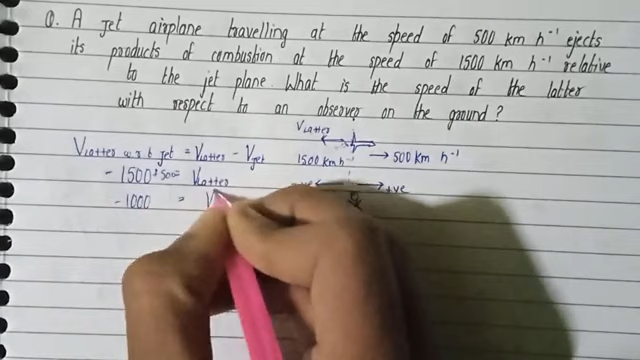 Q. A Jet airplane travelling at the speed of 500 km h⁻¹ ejects
its products of combustion at the speed of 1500 km h⁻¹ relative
to the jet plane. What is the speed of the latter
with respect to an observer on the ground?
VLatter
VLatter w.r.t jet = VLatter - VJet
1500 km h⁻¹ → 500 km h⁻¹
- 1500 + 500 = VLatter
+ve
- 1000 = V